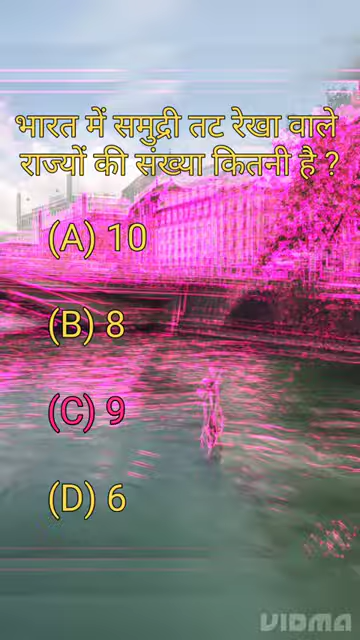 भारत में समुद्री तट रेखा वाले
राज्यों की संख्या कितनी है ?
(A) 10
(B) 8
(C) 9
(D) 6
VIDMA